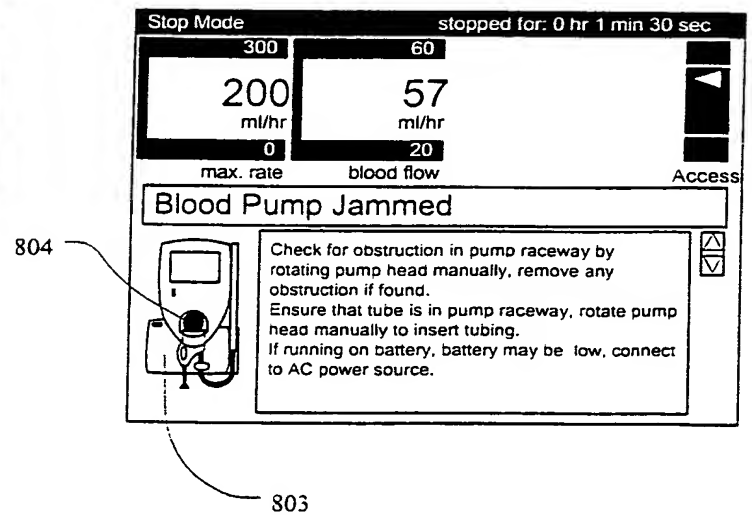 Stop Mode stopped for: 0 hr 1 min 30 sec
300 60
200 57
ml/hr ml/hr
0 20
max. rate blood flow Access
Blood Pump Jammed
804
Check for obstruction in pump raceway by
rotating pump head manually, remove any
obstruction if found.
Ensure that tube is in pump raceway, rotate pump
head manually to insert tubing.
If running on battery, battery may be low, connect
to AC power source.
803